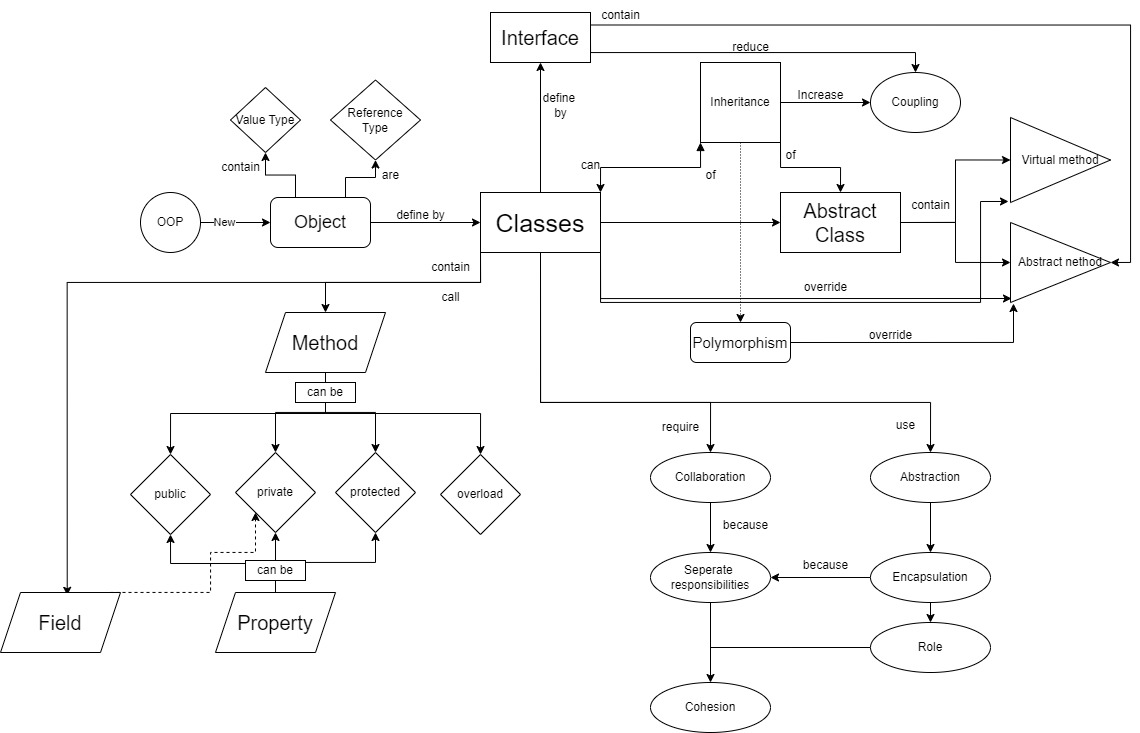 contain
Interface
reduce
define
by
Inheritance
Increase
Coupling
Value Type
Reference
Type
contain
are
can
of
of
Virtual method
OOP
New
Object
define by
Classes
Abstract
Class
contain
Abstract nethod
contain
call
override
Method
Polymorphism
override
can be
require
use
public
private
protected
overload
Collaboration
Abstraction
because
can be
Seperate
responsibilities
because
Encapsulation
Field
Property
Role
Cohesion